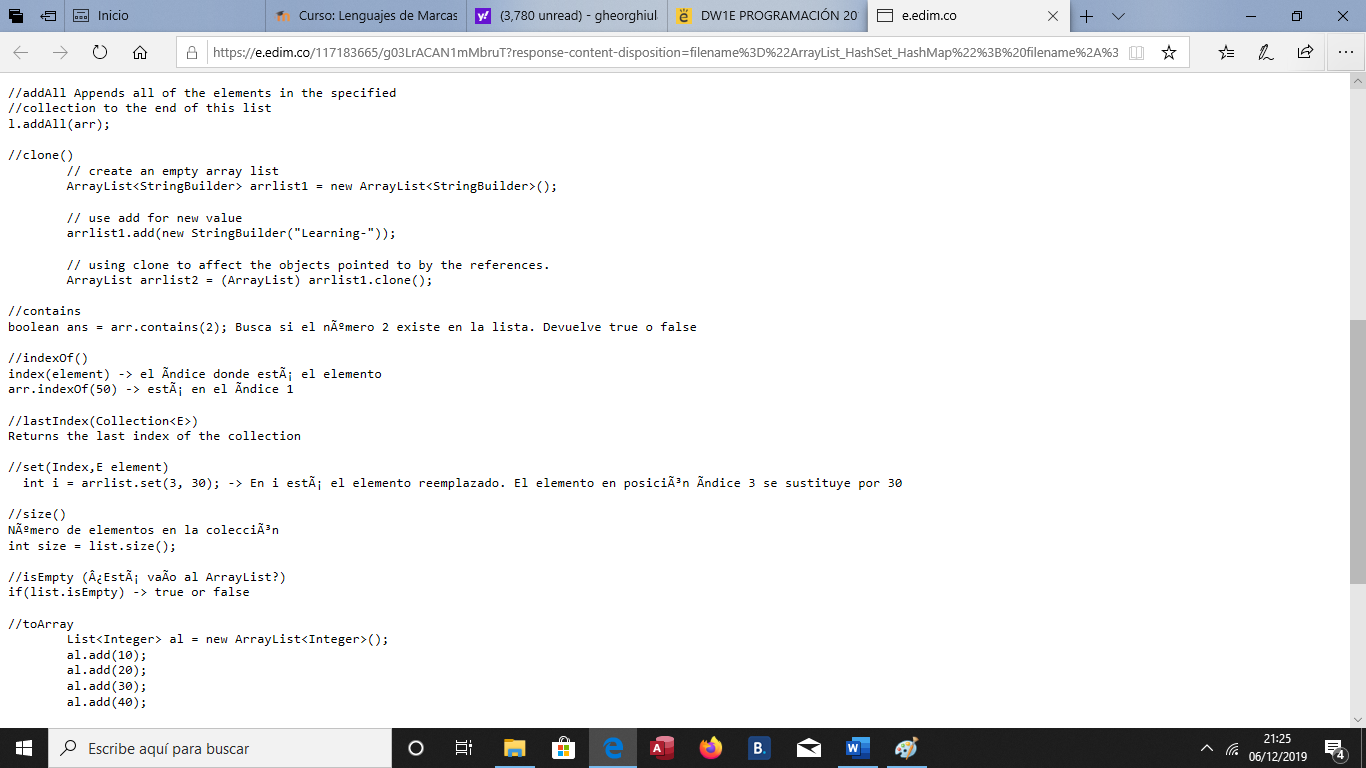 Inicio
Curso: Lenguajes de Marcas
(3,780 unread) - gheorghiul
DW1E PROGRAMACIÓN 20
e.edim.co
https://e.edim.co/117183665/g03LrACAN1mMbruT?response-content-disposition=filename%3D%22ArrayList_HashSet_HashMap%22%3B%20filename%2A%3
//addAll Appends all of the elements in the specified
//collection to the end of this list
l.addAll(arr);
//clone()
// create an empty array list
ArrayList<StringBuilder> arrlist1 = new ArrayList<StringBuilder>();
// use add for new value
arrlist1.add(new StringBuilder("Learning-"));
// using clone to affect the objects pointed to by the references.
ArrayList arrlist2 = (ArrayList) arrlist1.clone();
//contains
boolean ans = arr.contains(2); Busca si el nÃºmero 2 existe en la lista. Devuelve true o false
//indexOf()
index(element) -> el Ãndice donde estÃ¡ el elemento
arr.indexOf(50) -> estÃ¡ en el Ãndice 1
//lastIndex(Collection<E>)
Returns the last index of the collection
//set(Index,E element)
int i = arrlist.set(3, 30); -> En i estÃ¡ el elemento reemplazado. El elemento en posiciÃ³n Ãndice 3 se sustituye por 30
//size()
NÃºmero de elementos en la colecciÃ³n
int size = list.size();
//isEmpty (Â¿EstÃ¡ vaÃo al ArrayList?)
if(list.isEmpty) -> true or false
//toArray
List<Integer> al = new ArrayList<Integer>();
al.add(10);
al.add(20);
al.add(30);
al.add(40);
Escribe aquí para buscar
21:25
06/12/2019
4